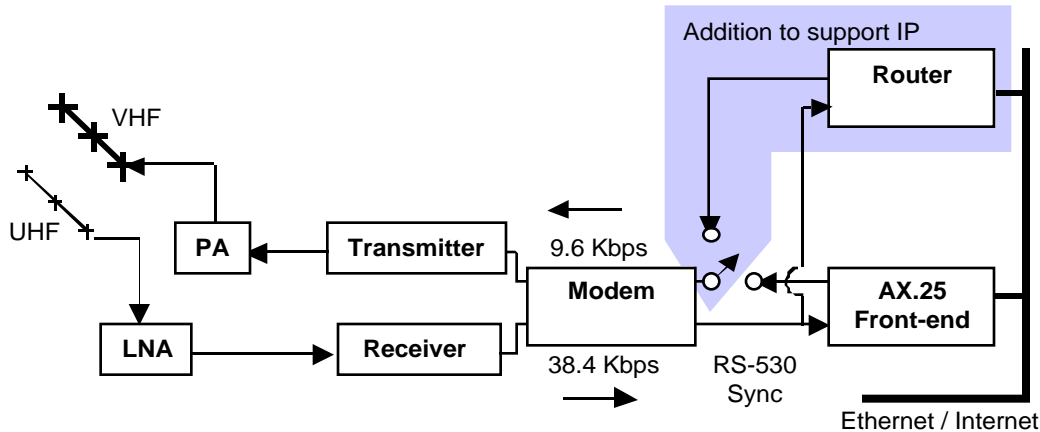 Addition to support IP
Router
VHF
UHF
PA
Transmitter
9.6 Kbps
Modem
AX.25
Front-end
LNA
Receiver
38.4 Kbps
RS-530
Sync
Ethernet / Internet